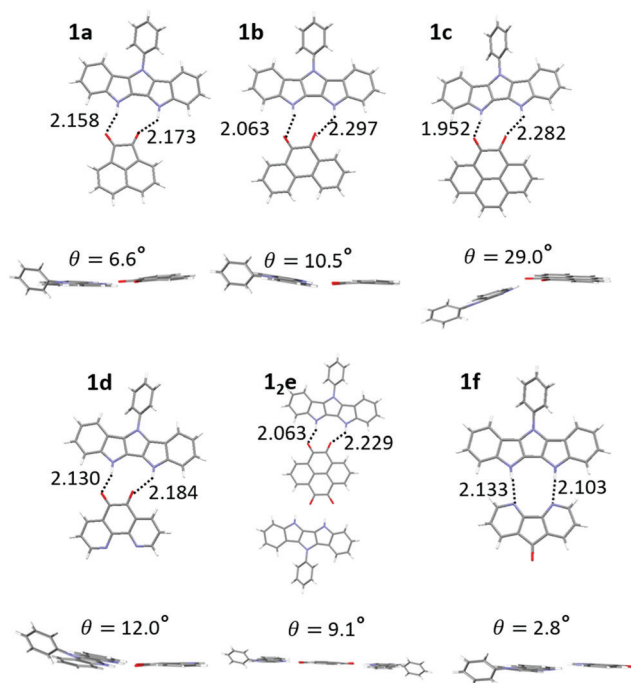 1a 1b 1c
2.158 2.173 2.063 2.297 1.952 2.282
θ = 6.6° θ = 10.5° θ = 29.0°
1d 1₂e 1f
2.130 2.184 2.063 2.229 2.133 2.103
θ = 12.0° θ = 9.1° θ = 2.8°